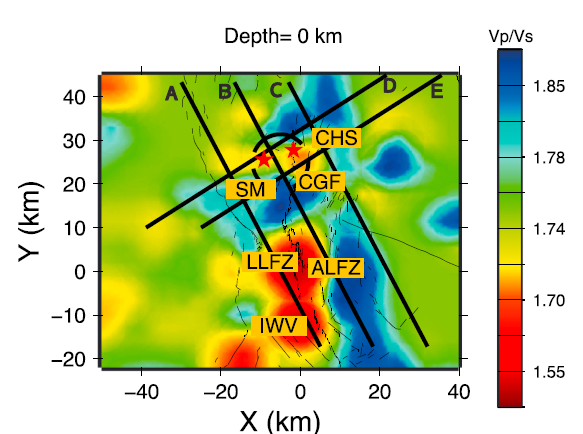 Depth= 0 km
Vp/Vs
A B C D E
40
30
20
10
0
−10
−20
Y (km)
CHS
SM
CGF
LLFZ
ALFZ
IWV
−40 −20 0 20 40
X (km)
1.85
1.78
1.74
1.70
1.55